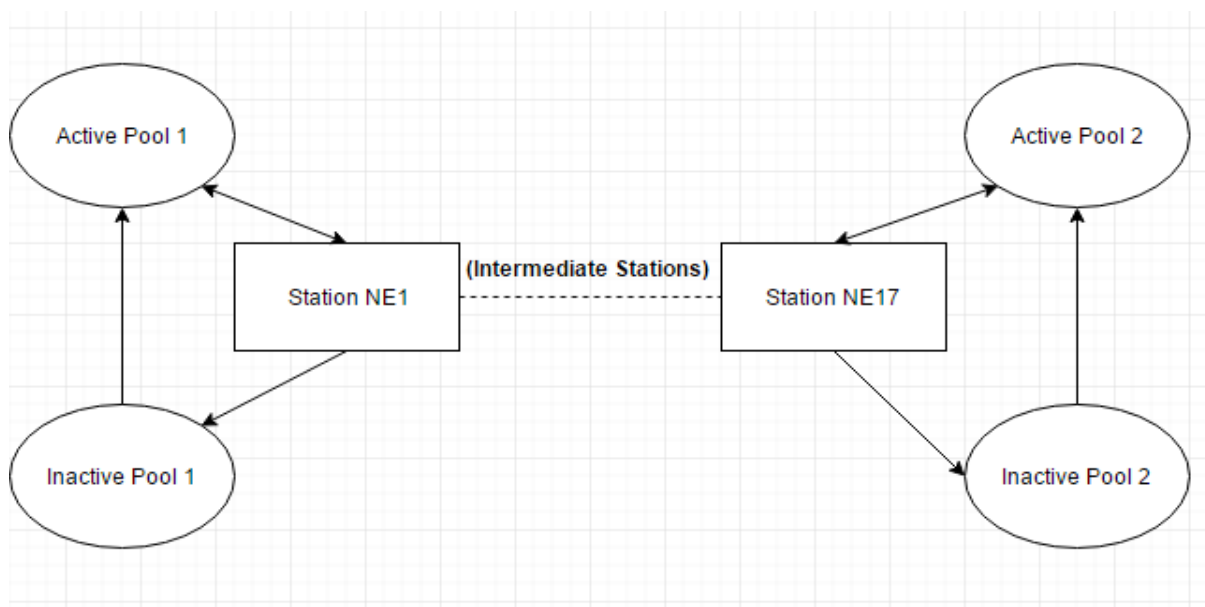 Active Pool 1
Active Pool 2
(Intermediate Stations)
Station NE1
Station NE17
Inactive Pool 1
Inactive Pool 2